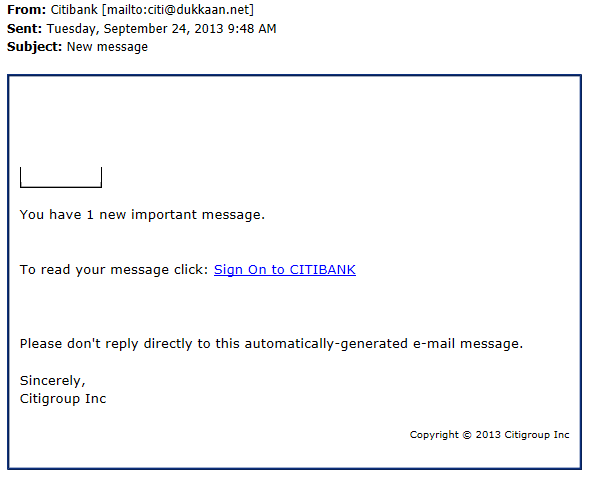 From: Citibank [mailto:citi@dukkaan.net]
Sent: Tuesday, September 24, 2013 9:48 AM
Subject: New message
You have 1 new important message.
To read your message click: Sign On to CITIBANK
Please don't reply directly to this automatically-generated e-mail message.
Sincerely,
Citigroup Inc
Copyright © 2013 Citigroup Inc